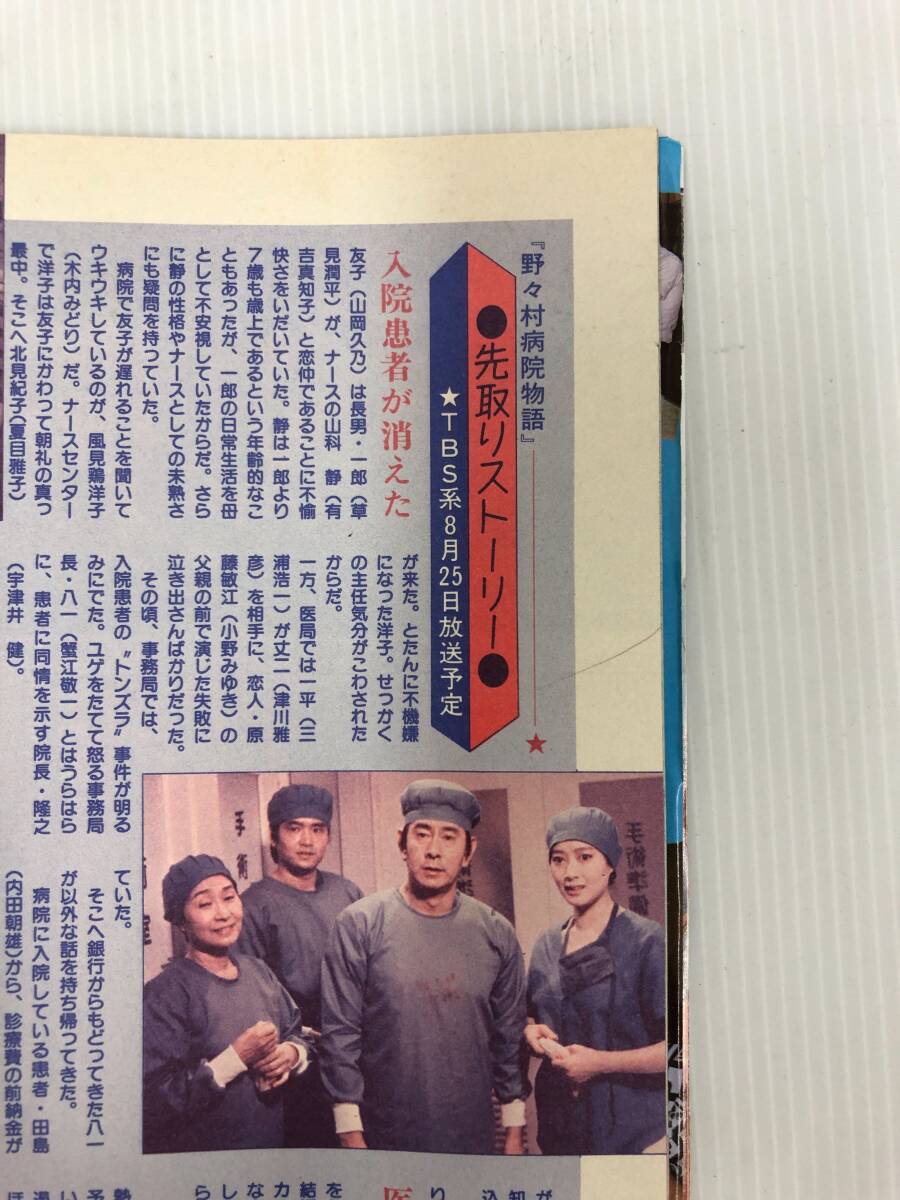 『野々村病院物語』
●先取りストーリー●
★TBS系8月25日放送予定
入院患者が消えた
友子(山岡久乃)は長男・一郎(草
見潤平)が、ナースの山科 静(有
吉真知子)と恋仲であることに不愉
快さをいだいていた。静は一郎より
7歳も歳上であるという年齢的なこ
ともあったが、一郎の日常生活を母
として不安視していたからだ。さら
に静の性格やナースとしての未熟さ
にも疑問を持っていた。
病院で友子が遅れることを聞いて
ウキウキしているのが、風見鶏洋子
(木内みどり)だ。ナースセンター
で洋子は友子にかわって朝礼の真っ
最中。そこへ北見紀子(夏目雅子)
が来た。とたんに不機嫌
になった洋子。せつかく
の主任気分がこわされた
からだ。
一方、医局では一平(三
浦浩一)が丈二(津川雅
彦)を相手に、恋人・原
藤敏江(小野みゆき)の
父親の前で演じた失敗に
泣き出さんばかりだった。
その頃、事務局では、
入院患者の〝トンズラ〟事件が明る
みにでた。ユゲをたてて怒る事務局
長・八一(蟹江敬一)とはうらはら
に、患者に同情を示す院長・隆之
(宇津井 健)。
手術
手術準備
ていた。
そこへ銀行からもどってきた八一
が以外な話を持ち帰ってきた。
病院に入院している患者・田島
(内田朝雄)から、診療費の前納金が